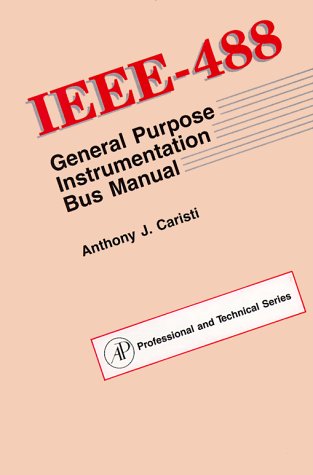 IEEE-488
General Purpose
Instrumentation
Bus Manual
Anthony J. Caristi
AP
Professional and Technical Series